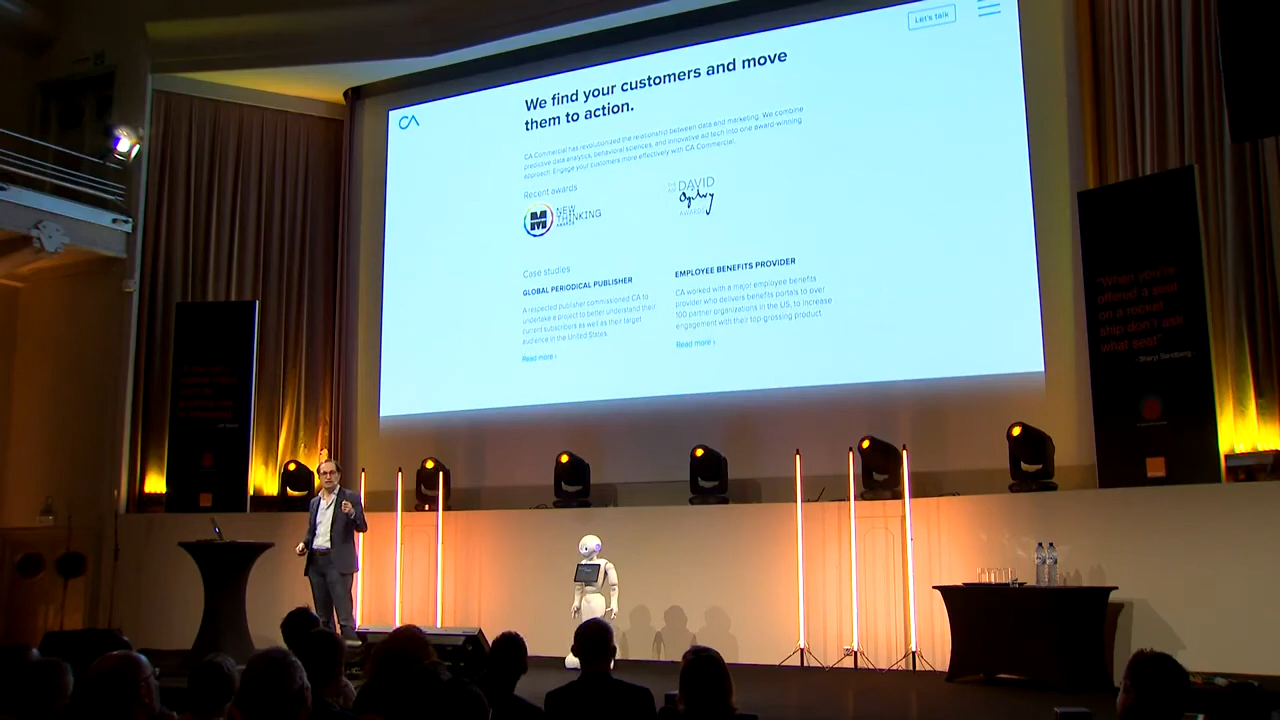 Let's talk
CA
We find your customers and move
them to action.
CA Commercial has revolutionized the relationship between data and marketing. We combine
predictive data analytics, behavioral sciences, and innovative ad tech into one award-winning
approach. Engage your customers more effectively with CA Commercial.
Recent awards
M
NEW
THINKING
AWARDS
THE
DAVID
Ogilvy
AWARDS
Case studies
GLOBAL PERIODICAL PUBLISHER
A respected publisher commissioned CA to
undertake a project to better understand their
current subscribers as well as their target
audience in the United States.
Read more ›
EMPLOYEE BENEFITS PROVIDER
CA worked with a major employee benefits
provider who delivers benefits portals to over
100 partner organizations in the US, to increase
engagement with their top grossing product.
Read more ›
"When you're
offered a seat
on a rocket
ship don't ask
what seat"
- Sheryl Sandberg -